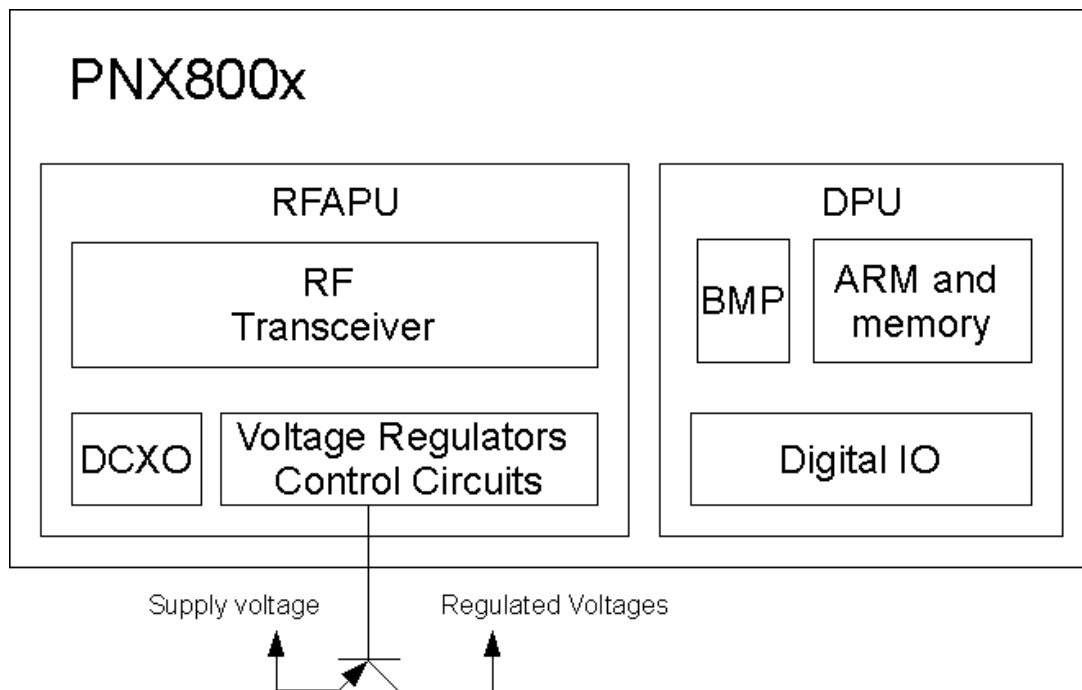 PNX800x
RFAPU
RF
Transceiver
DCXO
Voltage Regulators
Control Circuits
DPU
BMP
ARM and
memory
Digital IO
Supply voltage
Regulated Voltages